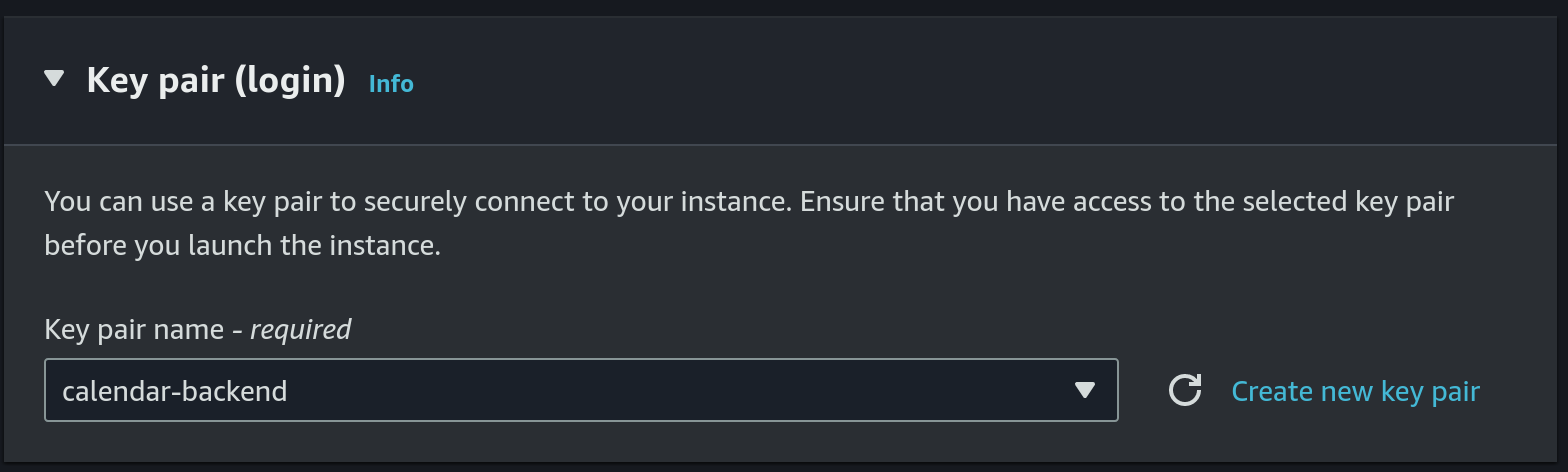 Key pair (login) Info
You can use a key pair to securely connect to your instance. Ensure that you have access to the selected key pair
before you launch the instance.
Key pair name - required
calendar-backend
Create new key pair